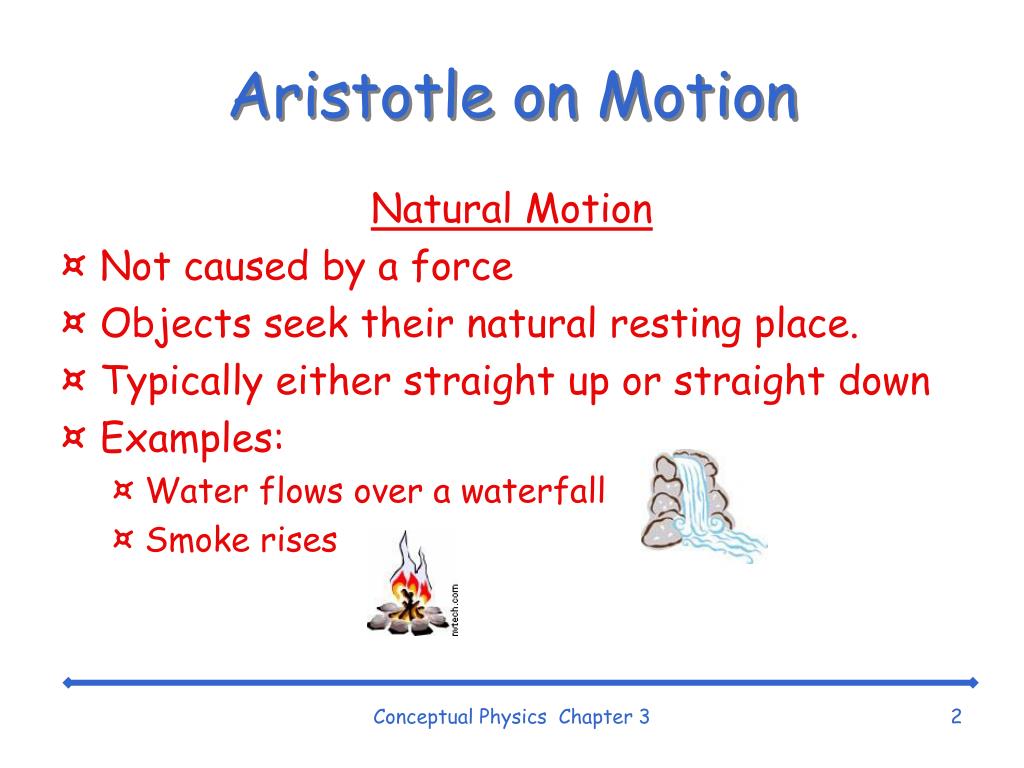 Aristotle on Motion
Natural Motion
¤ Not caused by a force
¤ Objects seek their natural resting place.
¤ Typically either straight up or straight down
¤ Examples:
¤ Water flows over a waterfall
¤ Smoke rises
nvtech.com
Conceptual Physics  Chapter 3
2